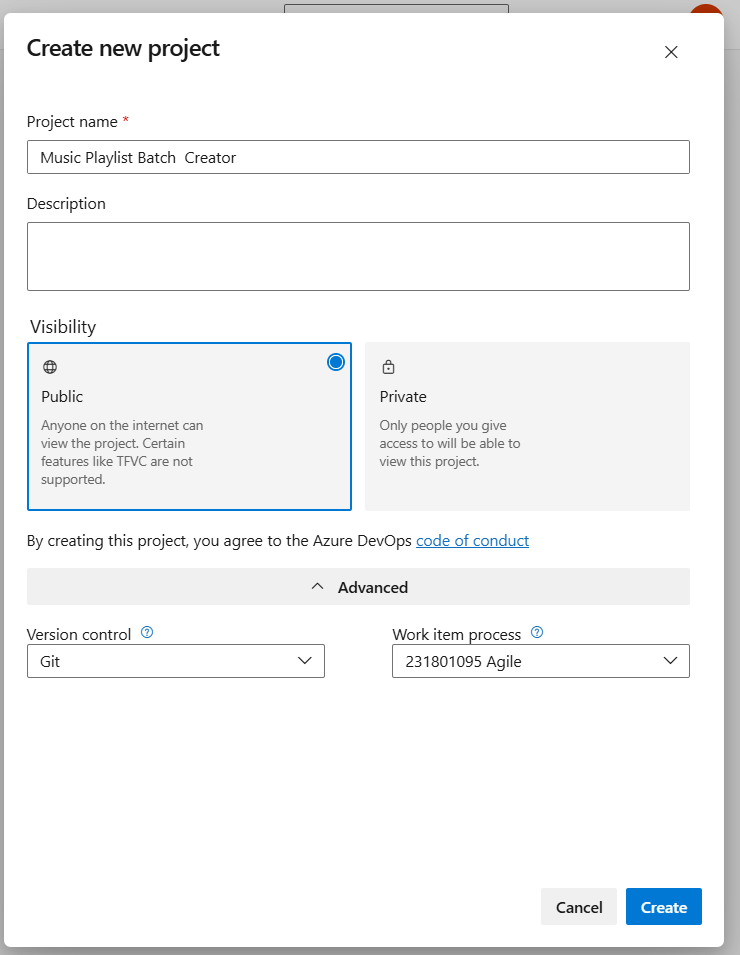 Create new project
Project name *
Music Playlist Batch  Creator
Description
Visibility
Public
Anyone on the internet can
view the project. Certain
features like TFVC are not
supported.
Private
Only people you give
access to will be able to
view this project.
By creating this project, you agree to the Azure DevOps code of conduct
Advanced
Version control
Git
Work item process
231801095 Agile
Cancel
Create